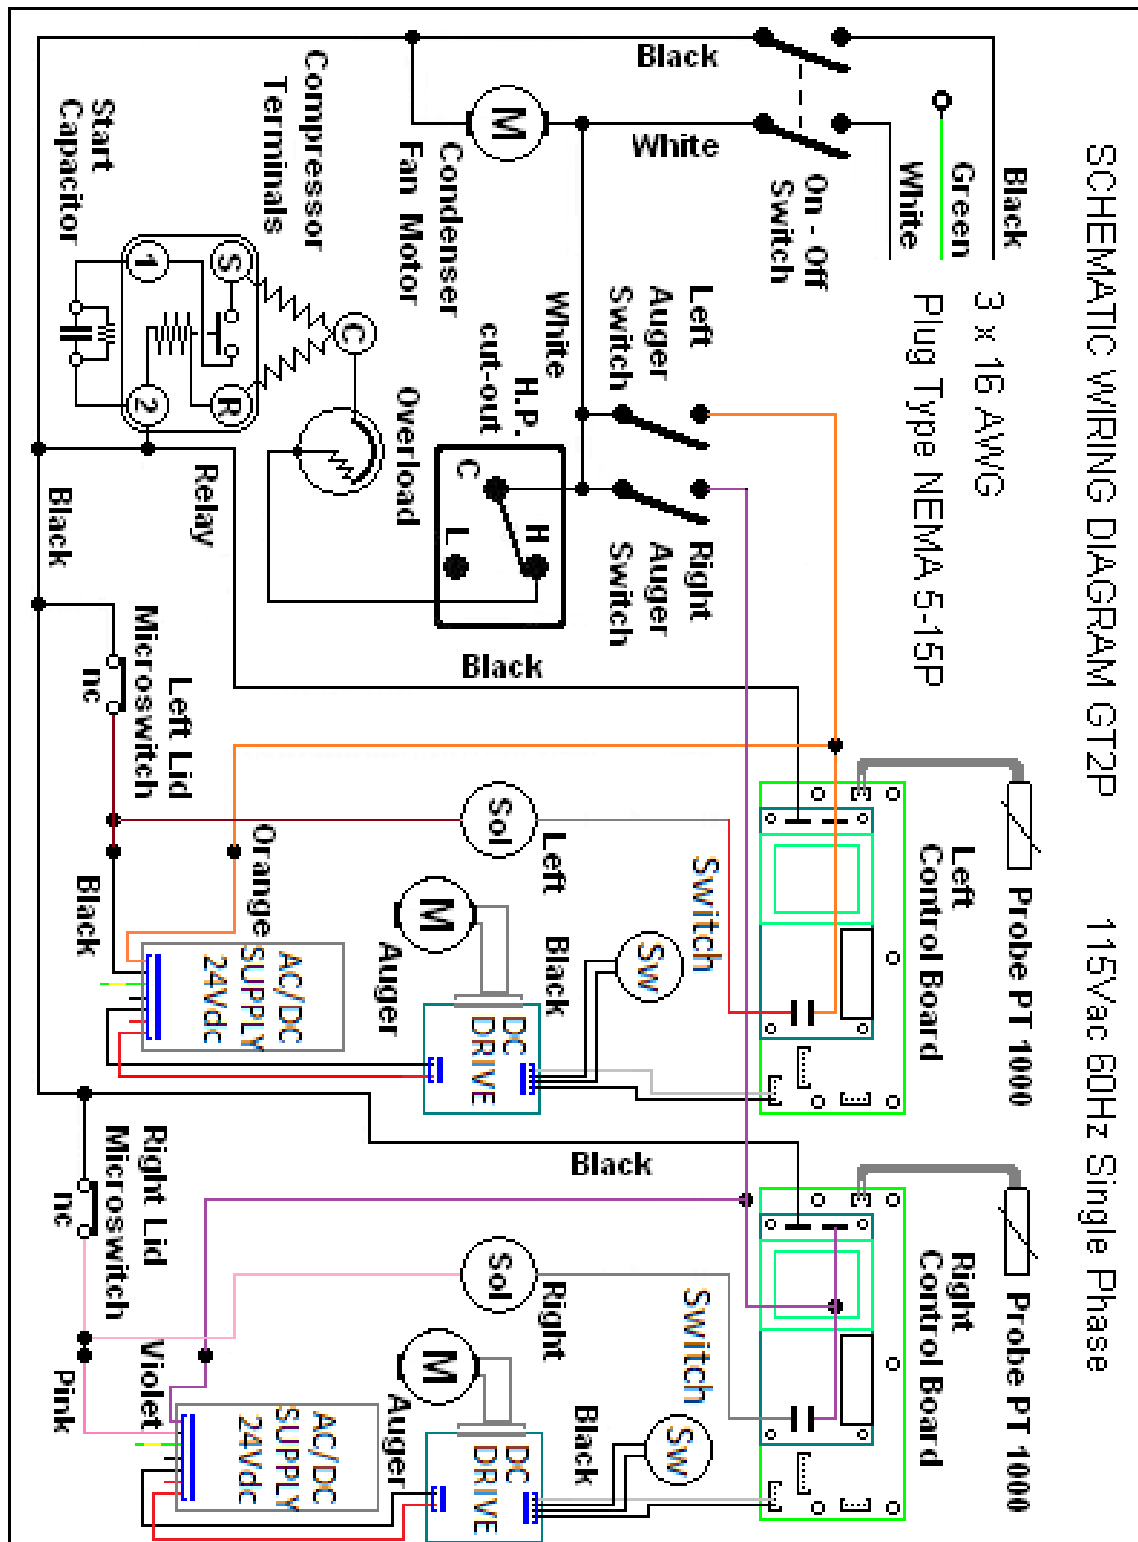 SCHEMATIC WIRING DIAGRAM GT2P
115Vac 60Hz Single Phase
3 x 16 AWG
Plug Type NEMA 5-15P
Black
Green
White
Black
White
On - Off
Switch
M
Condenser
Fan Motor
Compressor
Terminals
Start
Capacitor
1
S
2
R
C
Overload
Relay
Black
White
H.P.
cut-out
C
H
L
Left
Auger
Switch
Right
Auger
Switch
Black
Probe PT 1000
Left
Control Board
Left Lid
Microswitch
nc
Sol
Left
Switch
Sw
Black
M
Auger
DC
DRIVE
Orange
Black
AC/DC
SUPPLY
24Vdc
Black
Probe PT 1000
Right
Control Board
Right Lid
Microswitch
nc
Sol
Right
Switch
Sw
Black
M
Auger
DC
DRIVE
Violet
Pink
AC/DC
SUPPLY
24Vdc